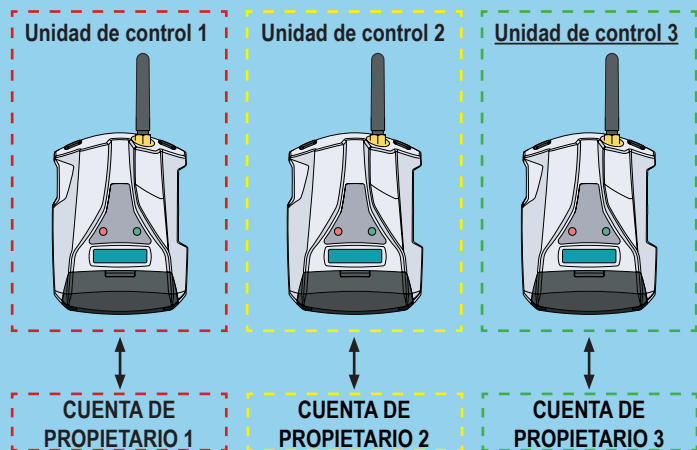 Unidad de control 1
Unidad de control 2
Unidad de control 3
CUENTA DE
PROPIETARIO 1
CUENTA DE
PROPIETARIO 2
CUENTA DE
PROPIETARIO 3